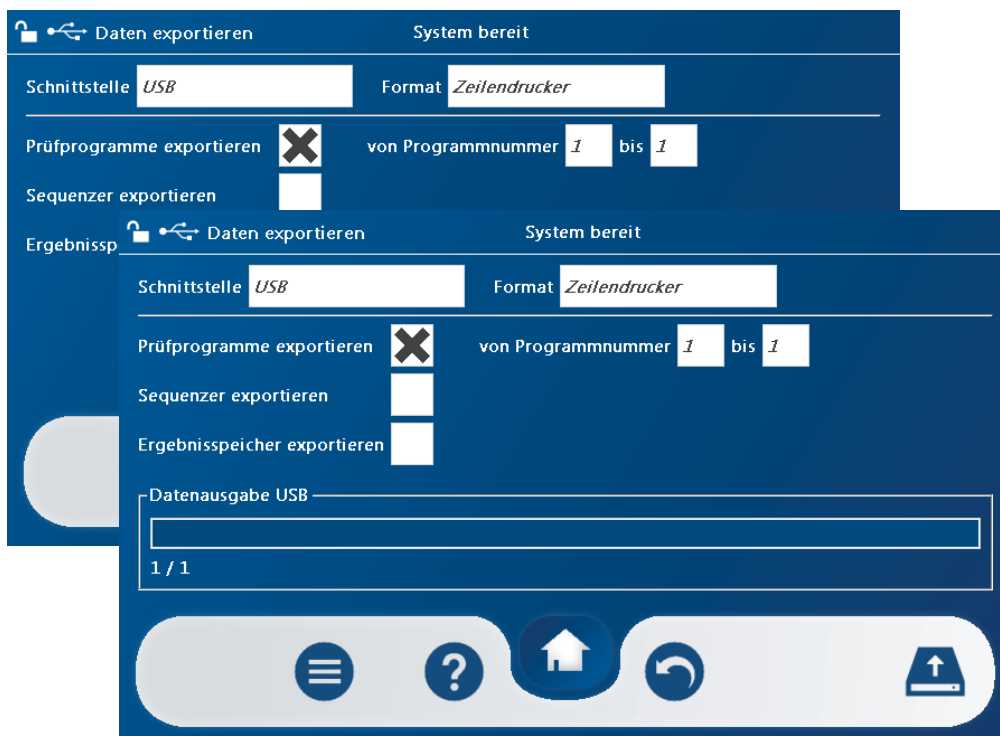 Daten exportieren System bereit
Schnittstelle USB Format Zeilendrucker
Prüfprogramme exportieren von Programmnummer 1 bis 1
Sequenzer exportieren
Ergebnissp
Daten exportieren System bereit
Schnittstelle USB Format Zeilendrucker
Prüfprogramme exportieren von Programmnummer 1 bis 1
Sequenzer exportieren
Ergebnisspeicher exportieren
Datenausgabe USB
1 / 1